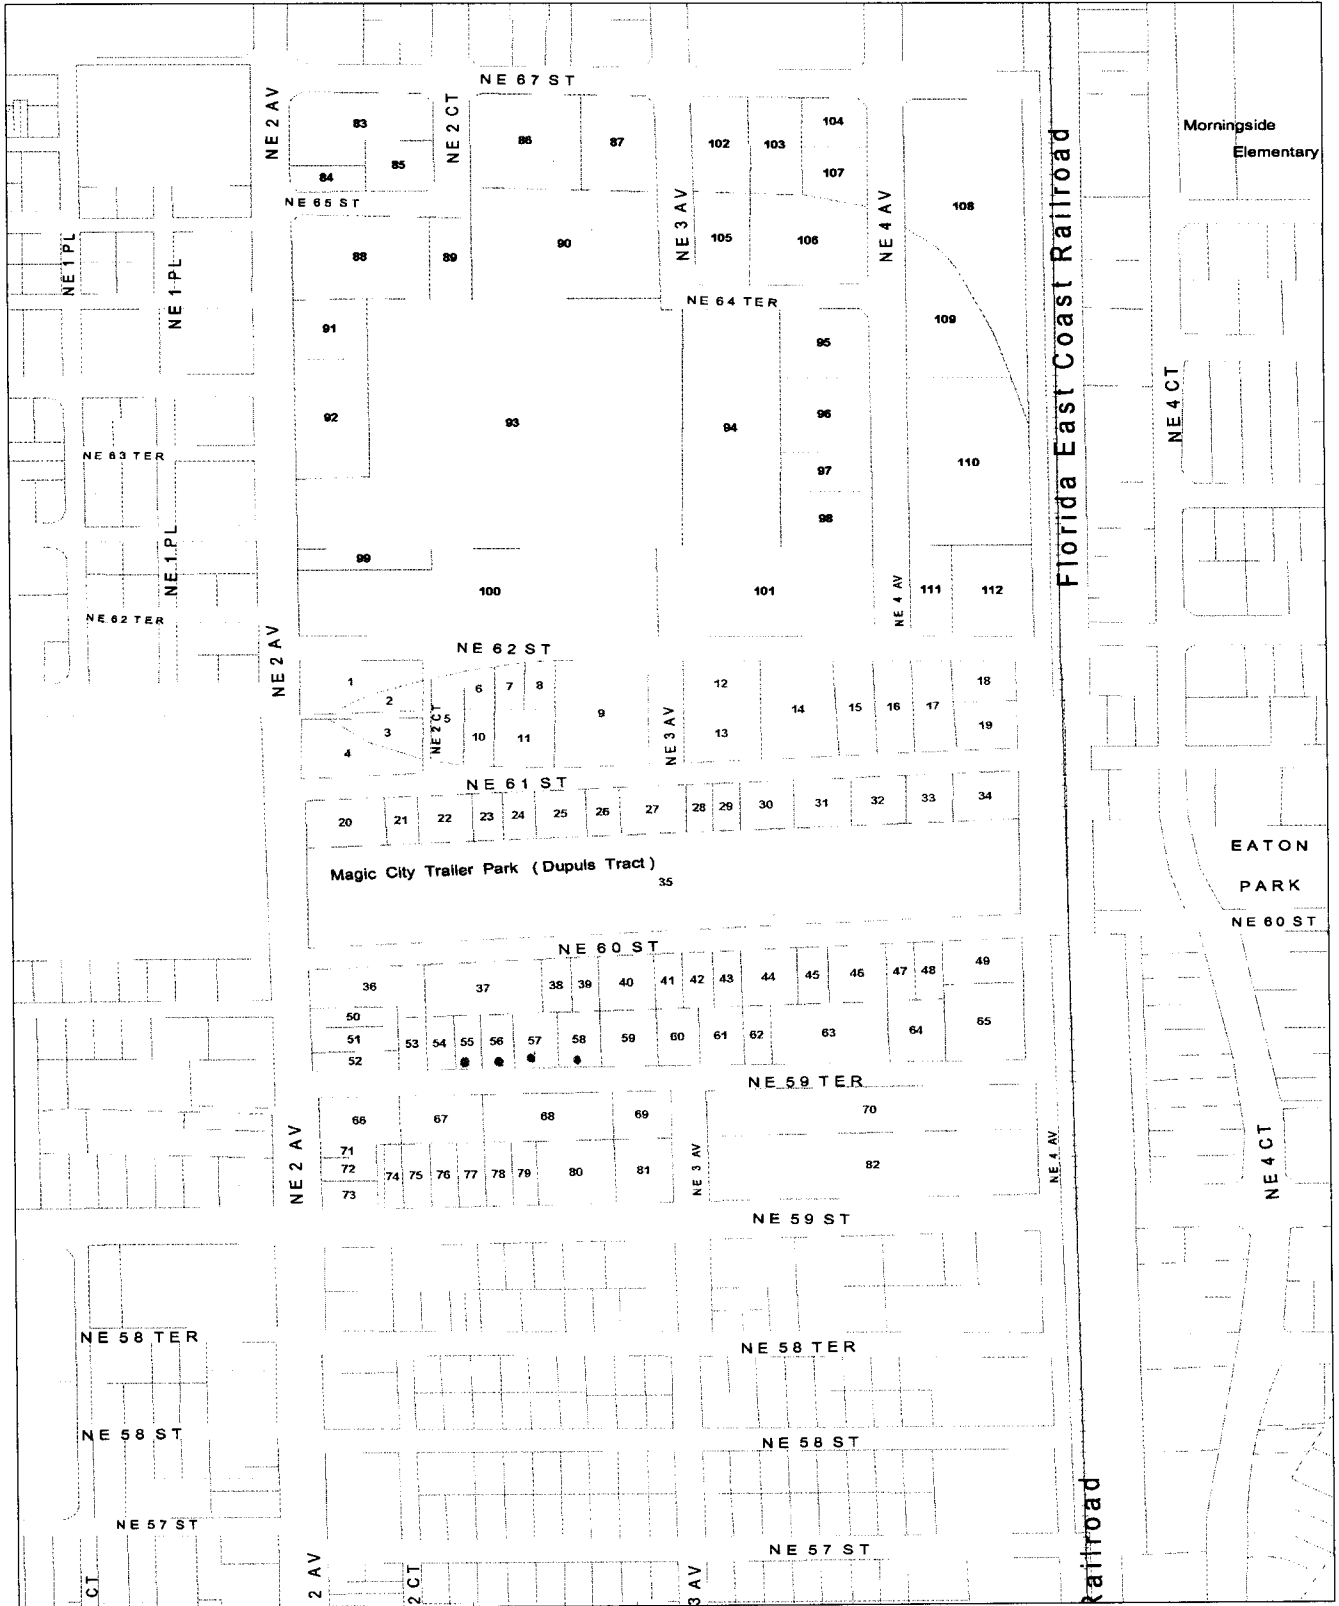 NE 67 ST
NE 2 AV
83
NE 2 CT
86
87
102
103
104
Morningside
Elementary
84
85
107
NE 65 ST
NE 3 AV
NE 4 AV
108
Florida East Coast Railroad
NE 1 PL
NE 1 PL
88
89
90
105
106
NE 64 TER
91
95
109
92
93
94
96
NE 4 CT
NE 63 TER
97
110
98
NE 1 PL
99
100
101
NE 4 AV
111
112
NE 62 TER
NE 2 AV
NE 62 ST
1
2
3
4
NE 2 CT
5
6
7
8
9
10
11
NE 3 AV
12
13
14
15
16
17
18
19
NE 61 ST
20
21
22
23
24
25
26
27
28
29
30
31
32
33
34
Magic City Trailer Park (Dupuis Tract)
35
EATON
PARK
NE 60 ST
NE 60 ST
36
37
38
39
40
41
42
43
44
45
46
47
48
49
50
51
52
53
54
55
56
57
58
59
60
61
62
63
64
65
NE 59 TER
66
67
68
69
70
NE 2 AV
71
72
73
74
75
76
77
78
79
80
81
NE 3 AV
82
NE 4 AV
NE 4 CT
NE 59 ST
NE 58 TER
NE 58 TER
NE 58 ST
NE 58 ST
NE 57 ST
NE 57 ST
CT
2 AV
2 CT
3 AV
Railroad